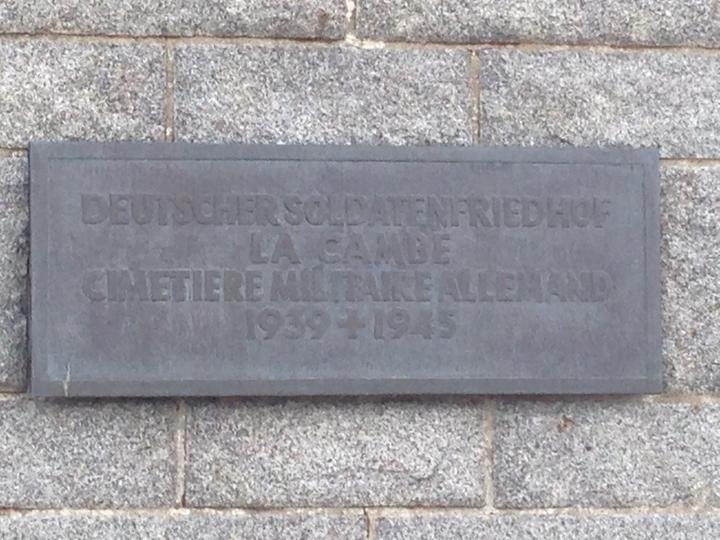 DEUTSCHER SOLDATENFRIEDHOF
LA CAMBE
CIMETIERE MILITAIRE ALLEMAND
1939 + 1945